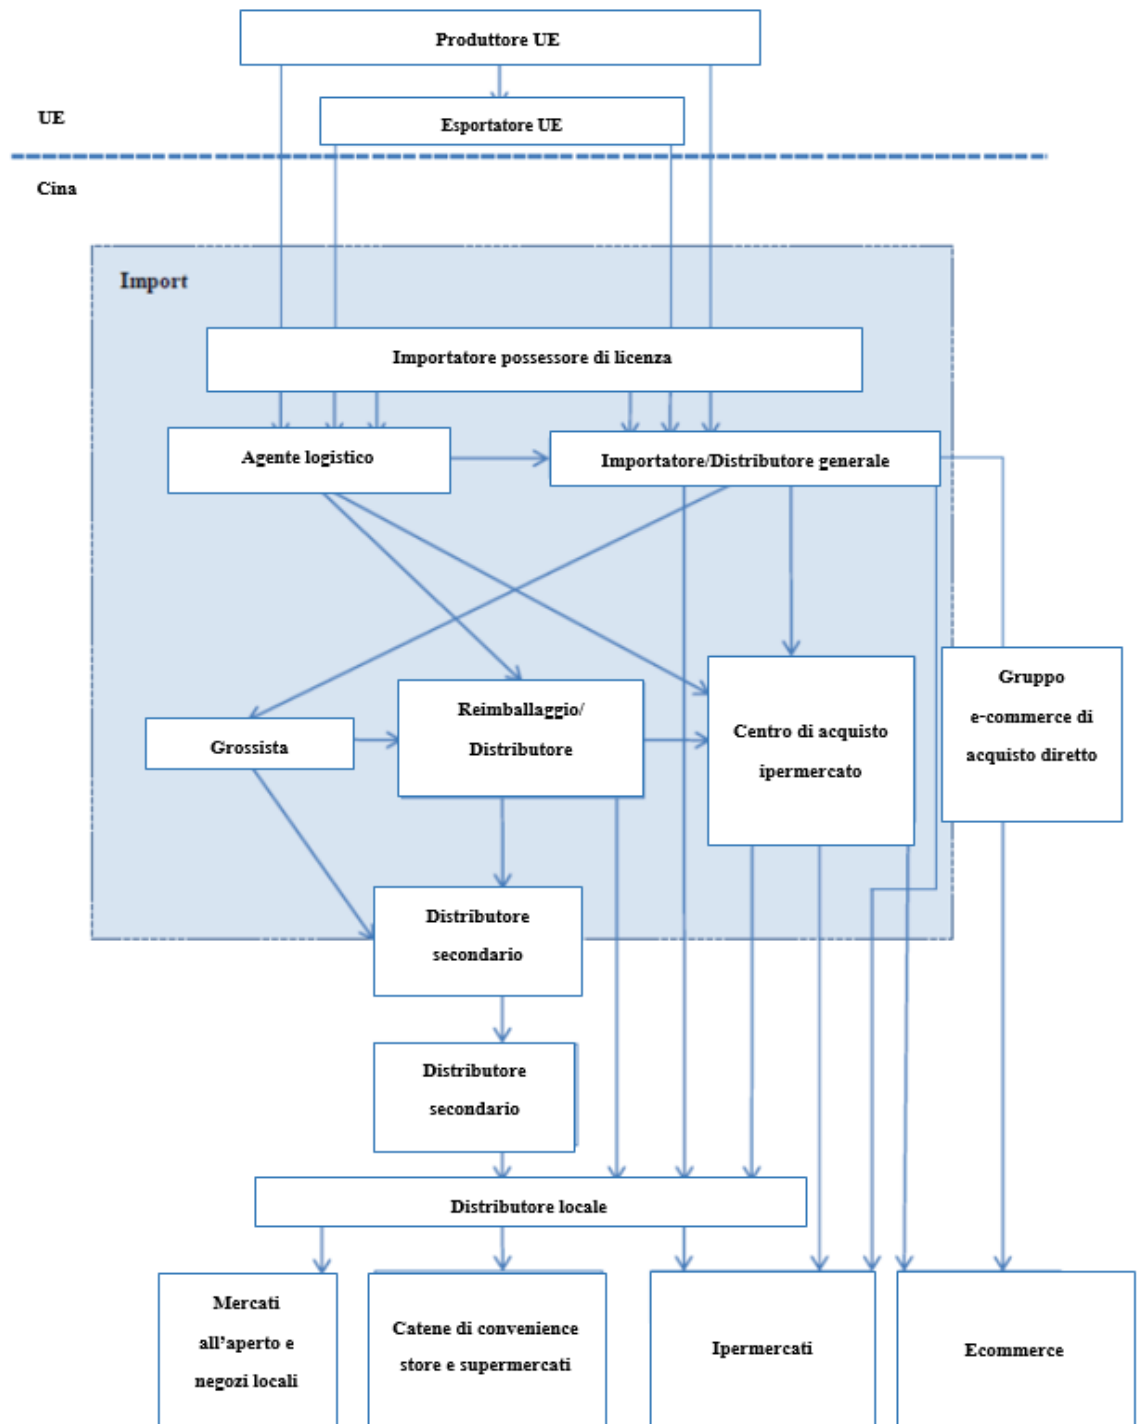 Produttore UE
UE
Esportatore UE
Cina
Import
Importatore possessore di licenza
Agente logistico
Importatore/Distributore generale
Grossista
Reimballaggio/
Distributore
Centro di acquisto
ipermercato
Gruppo
e-commerce di
acquisto diretto
Distributore
secondario
Distributore
secondario
Distributore locale
Mercati
all’aperto e
negozi locali
Catene di convenience
store e supermercati
Ipermercati
Ecommerce